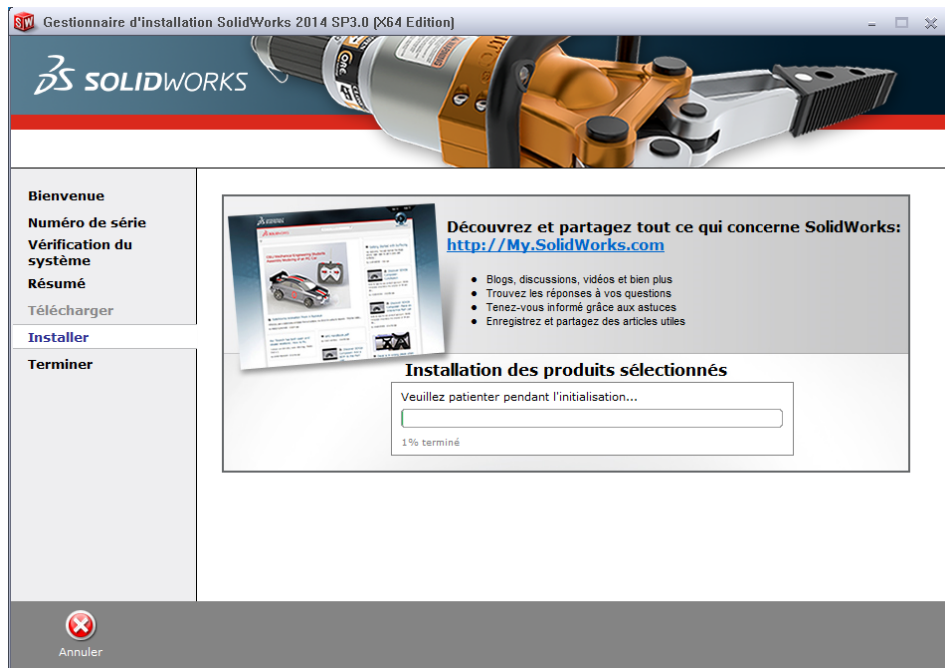 Gestionnaire d'installation SolidWorks 2014 SP3.0 (X64 Edition)
SOLIDWORKS
Bienvenue
Numéro de série
Vérification du
système
Résumé
Télécharger
Installer
Terminer
Découvrez et partagez tout ce qui concerne SolidWorks:
http://My.SolidWorks.com
Blogs, discussions, vidéos et bien plus
Trouvez les réponses à vos questions
Tenez-vous informé grâce aux astuces
Enregistrez et partagez des articles utiles
Installation des produits sélectionnés
Veuillez patienter pendant l'initialisation...
1% terminé
Annuler